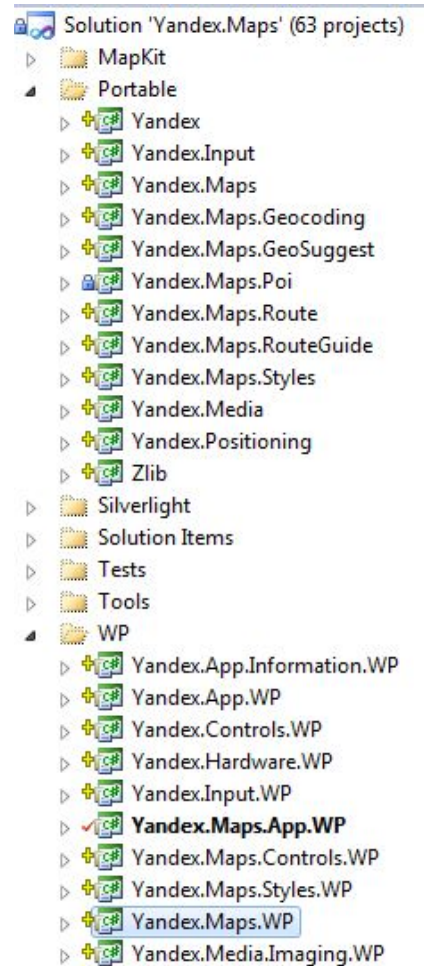 Solution 'Yandex.Maps' (63 projects)
MapKit
Portable
Yandex
Yandex.Input
Yandex.Maps
Yandex.Maps.Geocoding
Yandex.Maps.GeoSuggest
Yandex.Maps.Poi
Yandex.Maps.Route
Yandex.Maps.RouteGuide
Yandex.Maps.Styles
Yandex.Media
Yandex.Positioning
Zlib
Silverlight
Solution Items
Tests
Tools
WP
Yandex.App.Information.WP
Yandex.App.WP
Yandex.Controls.WP
Yandex.Hardware.WP
Yandex.Input.WP
Yandex.Maps.App.WP
Yandex.Maps.Controls.WP
Yandex.Maps.Styles.WP
Yandex.Maps.WP
Yandex.Media.Imaging.WP